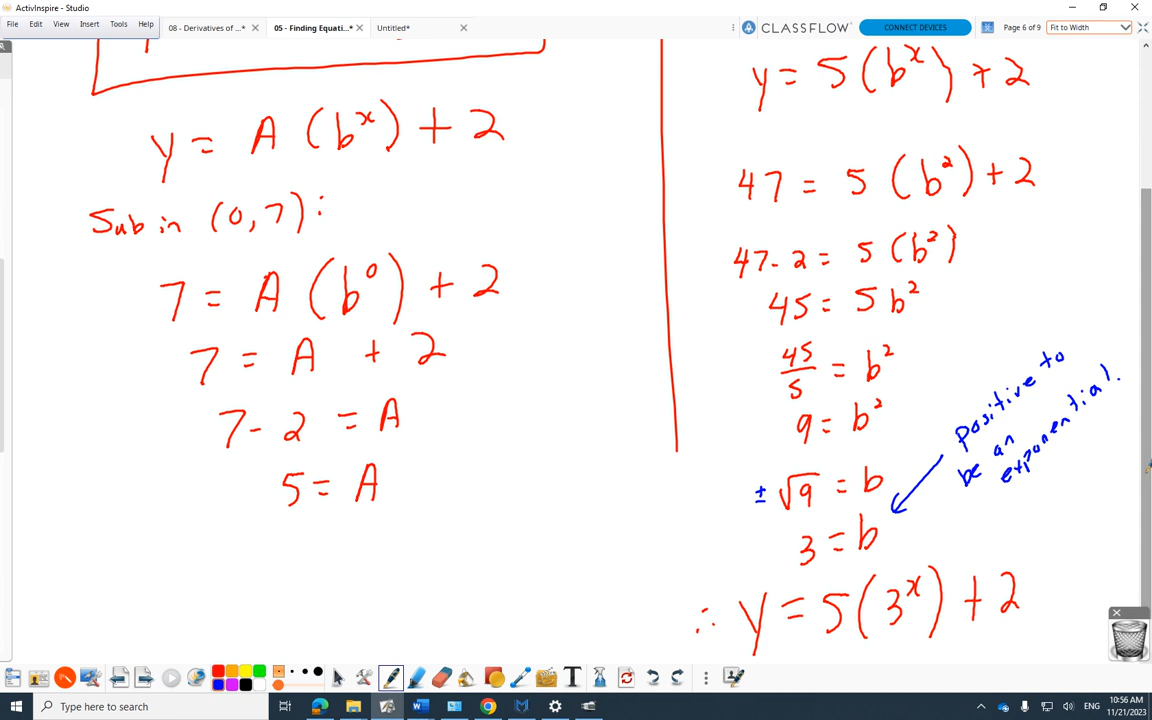 ActivInspire - Studio
File Edit View Insert Tools Help
08 - Derivatives of ...*
05 - Finding Equati...*
Untitled*
CLASSFLOW
CONNECT DEVICES
Page 6 of 9
Fit to Width
y = A (b^x) + 2
Sub in (0, 7) :
7 = A (b^0) + 2
7 = A + 2
7 - 2 = A
5 = A
y = 5 (b^x) + 2
47 = 5 (b^2) + 2
47 - 2 = 5 (b^2)
45 = 5 b^2
45/5 = b^2
9 = b^2
± √9 = b
3 = b
positive to
be an
exponential.
∴ y = 5 (3^x) + 2
Type here to search
ENG
10:56 AM
11/21/2023